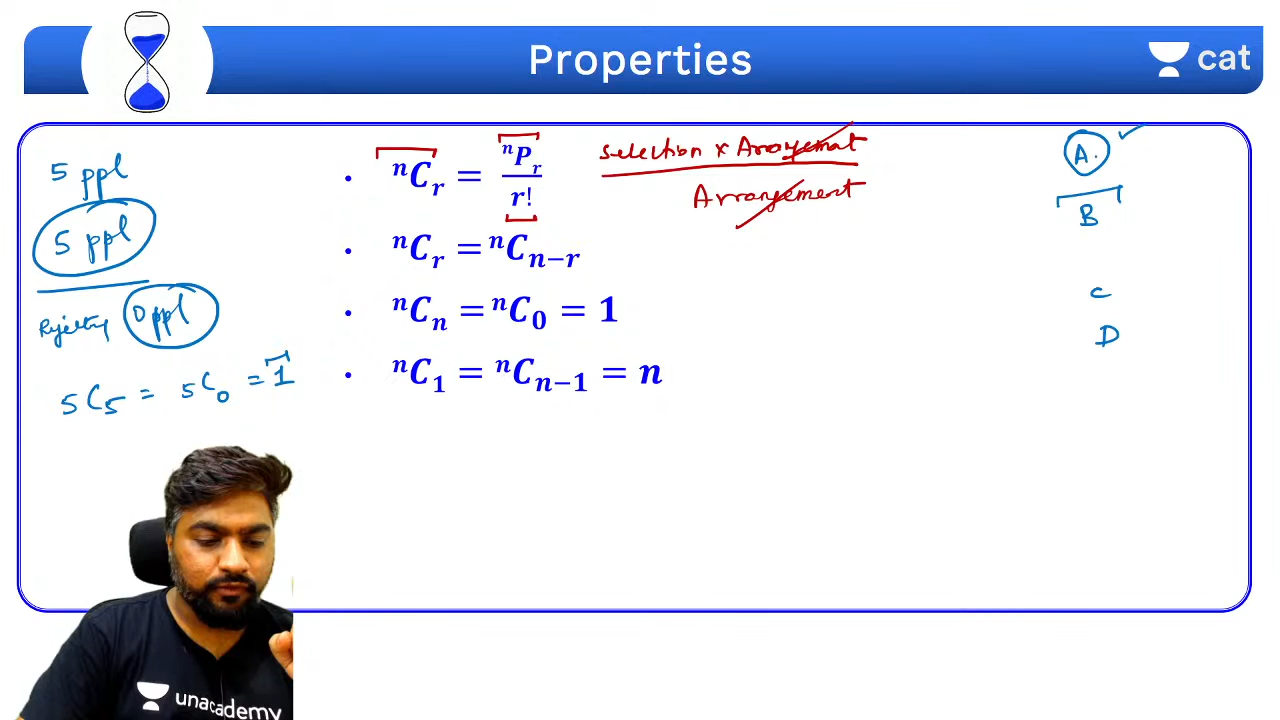 Properties
cat
5 ppl
5 ppl
Rejecting 0 ppl
5C₅ = 5C₀ = 1
· ⁿCᵣ = ⁿPᵣ / r!
selection x Arrangement
Arrangement
· ⁿCᵣ = ⁿCₙ₋ᵣ
· ⁿCₙ = ⁿC₀ = 1
· ⁿC₁ = ⁿCₙ₋₁ = n
A.
B
C
D
unacademy